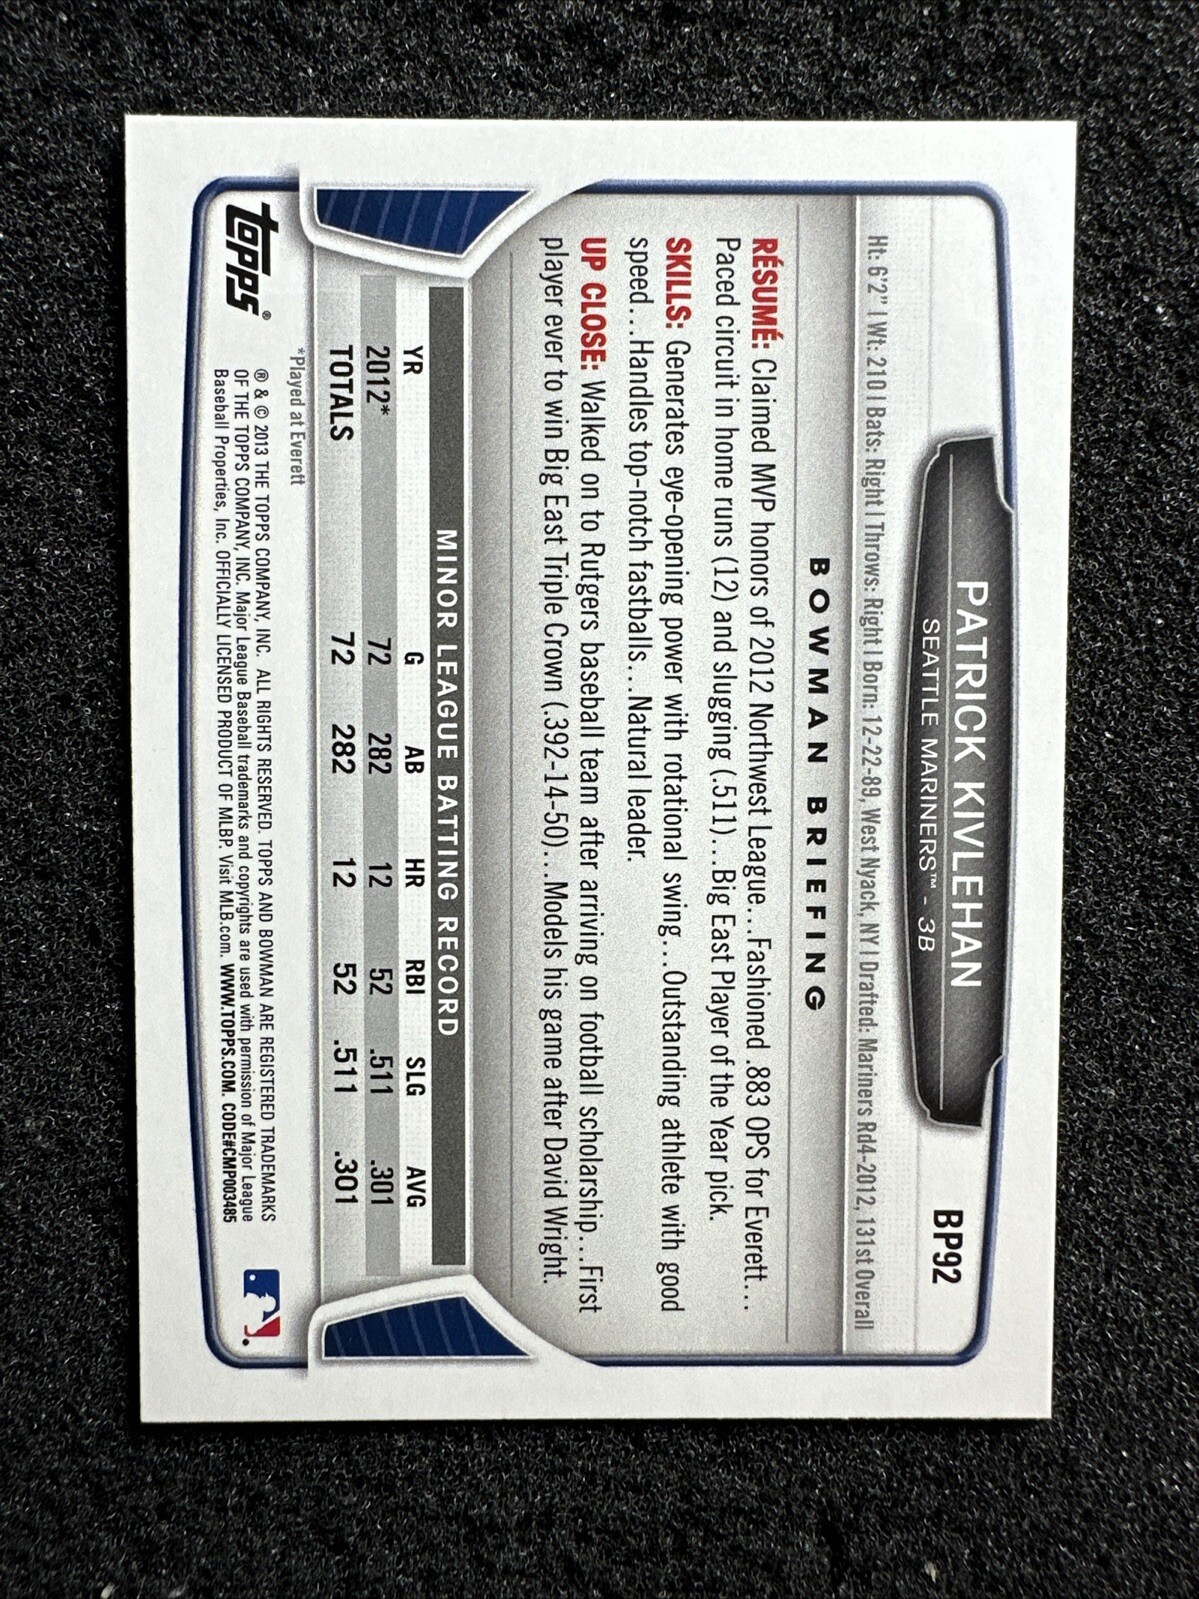 BP92
PATRICK KIVLEHAN
SEATTLE MARINERS™ - 3B
Ht: 6'2" | Wt: 210 | Bats: Right | Throws: Right | Born: 12-22-89, West Nyack, NY | Drafted: Mariners Rd4-2012, 131st Overall
BOWMAN BRIEFING
RÉSUMÉ: Claimed MVP honors of 2012 Northwest League...Fashioned .883 OPS for Everett...
Paced circuit in home runs (12) and slugging (.511)...Big East Player of the Year pick.
SKILLS: Generates eye-opening power with rotational swing...Outstanding athlete with good
speed...Handles top-notch fastballs...Natural leader.
UP CLOSE: Walked on to Rutgers baseball team after arriving on football scholarship...First
player ever to win Big East Triple Crown (.392-14-50)...Models his game after David Wright.
MINOR LEAGUE BATTING RECORD
YR G AB HR RBI SLG AVG
2012* 72 282 12 52 .511 .301
TOTALS 72 282 12 52 .511 .301
*Played at Everett
topps®
® & © 2013 THE TOPPS COMPANY, INC. ALL RIGHTS RESERVED. TOPPS AND BOWMAN ARE REGISTERED TRADEMARKS
OF THE TOPPS COMPANY, INC. Major League Baseball trademarks and copyrights are used with permission of Major League
Baseball Properties, Inc. OFFICIALLY LICENSED PRODUCT OF MLBP. Visit MLB.com. WWW.TOPPS.COM. CODE#CMP003485